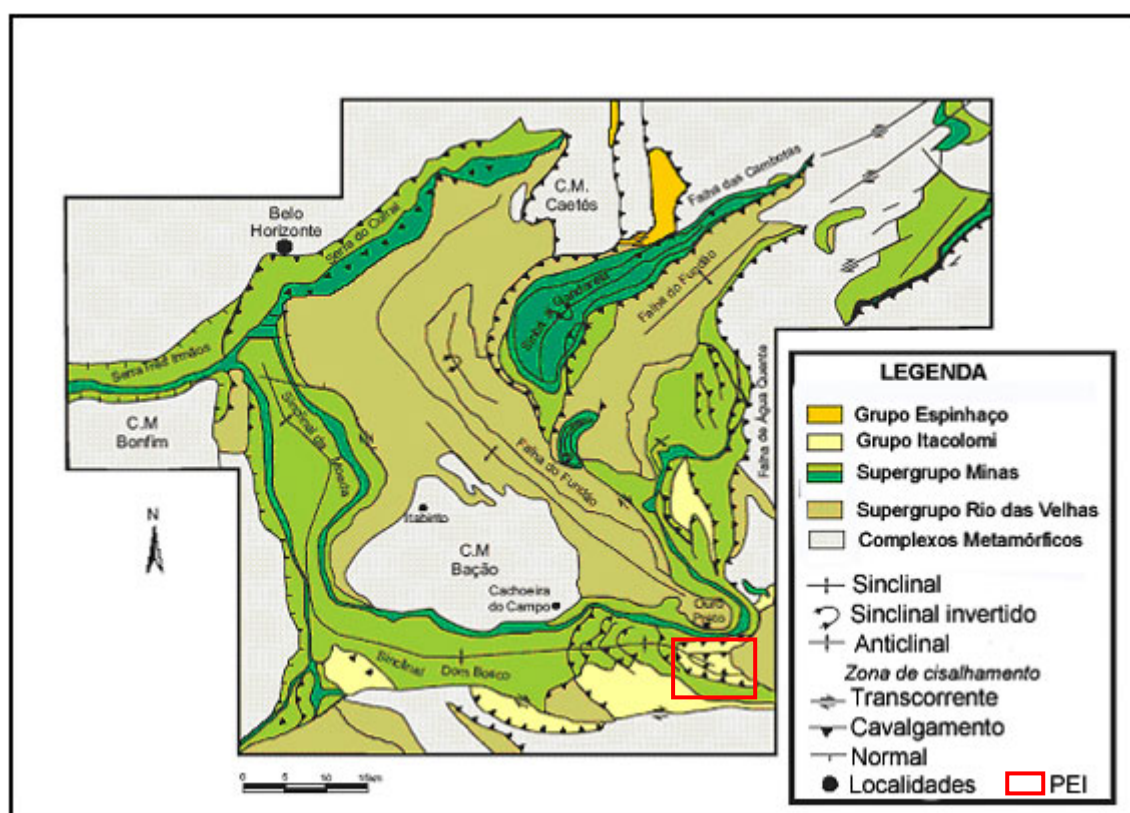 Belo
Horizonte
Serra do Curral
C.M.
Caetés
Falha das Cambotas
Falha do Fundão
Serra Três Irmãos
C.M
Bonfim
Sinclinal da Moeda
Falha do Fundão
Falha de Água Quente
N
Itabirito
C.M
Bação
Cachoeira
do Campo
Ouro
Preto
Sinclinal Dom Bosco
0 5 10 15km
LEGENDA
Grupo Espinhaço
Grupo Itacolomi
Supergrupo Minas
Supergrupo Rio das Velhas
Complexos Metamórficos
Sinclinal
Sinclinal invertido
Anticlinal
Zona de cisalhamento
Transcorrente
Cavalgamento
Normal
Localidades PEI